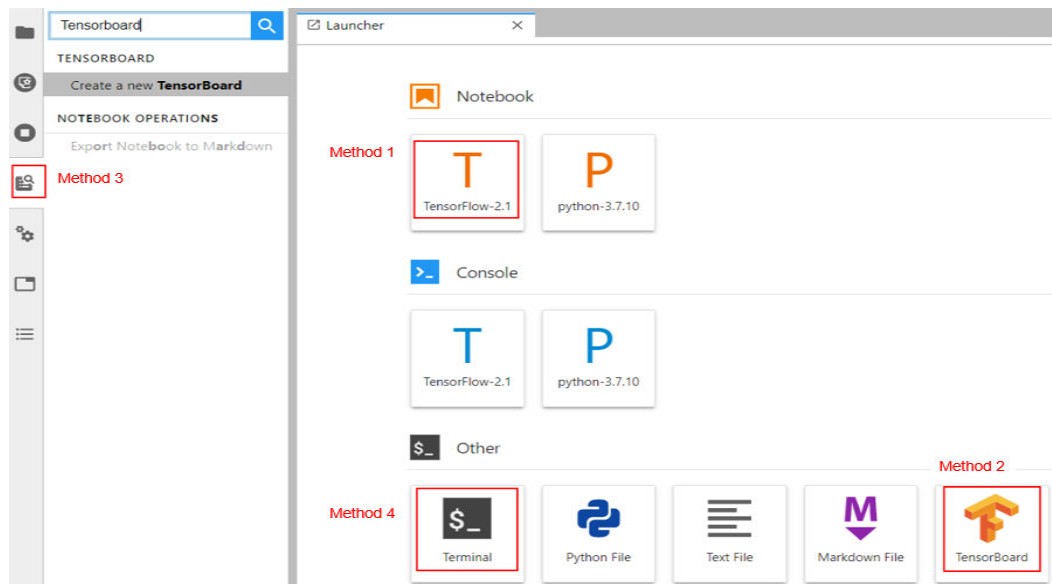 Tensorboard
Launcher
TENSORBOARD
Create a new TensorBoard
NOTEBOOK OPERATIONS
Export Notebook to Markdown
Method 3
Notebook
Method 1
T
TensorFlow-2.1
P
python-3.7.10
>_
Console
T
TensorFlow-2.1
P
python-3.7.10
$_
Other
Method 2
Method 4
$_
Terminal
Python File
Text File
M
Markdown File
TensorBoard